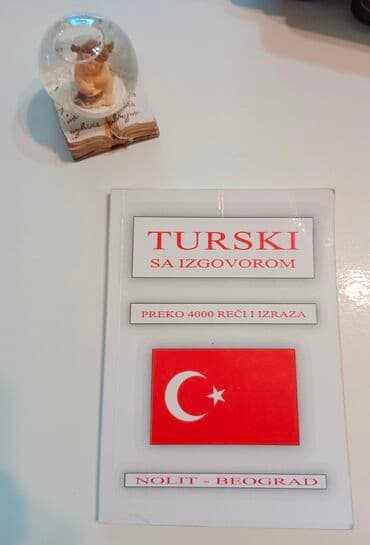 TURSKI
SA IZGOVOROM
PREKO 4000 REČI I IZRAZA
NOLIT - BEOGRAD